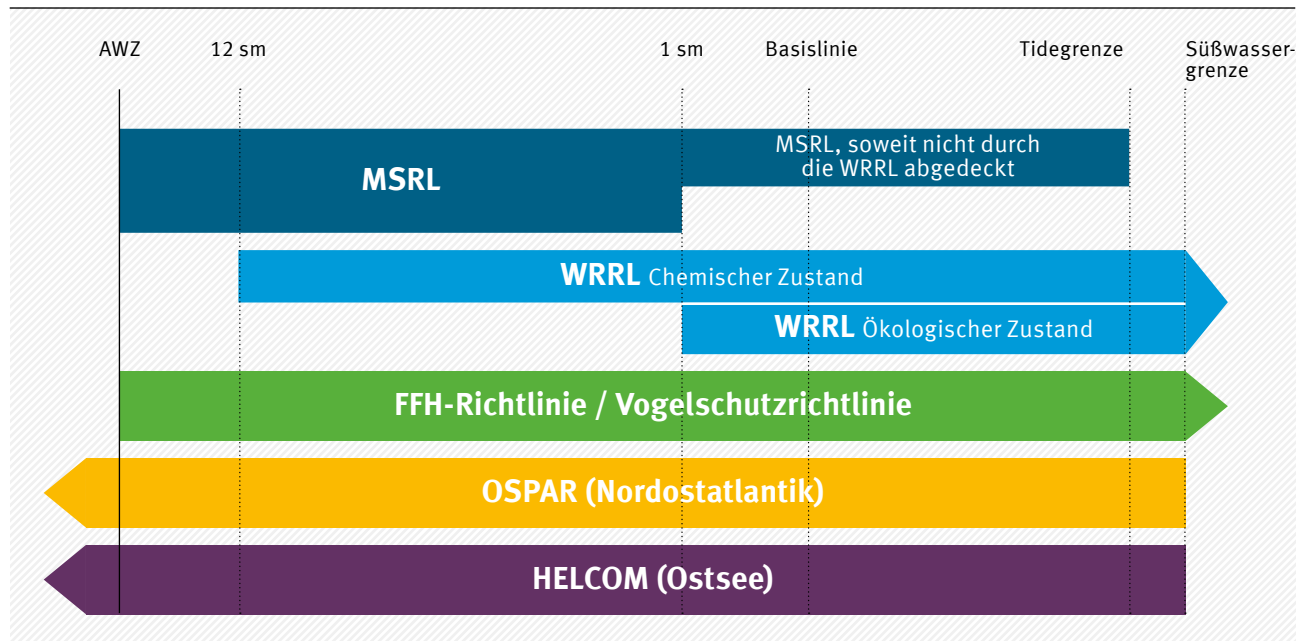 AWZ
12 sm
1 sm
Basislinie
Tidegrenze
Süßwasser-
grenze
MSRL
MSRL, soweit nicht durch
die WRRL abgedeckt
WRRL Chemischer Zustand
WRRL Ökologischer Zustand
FFH-Richtlinie / Vogelschutzrichtlinie
OSPAR (Nordostatlantik)
HELCOM (Ostsee)